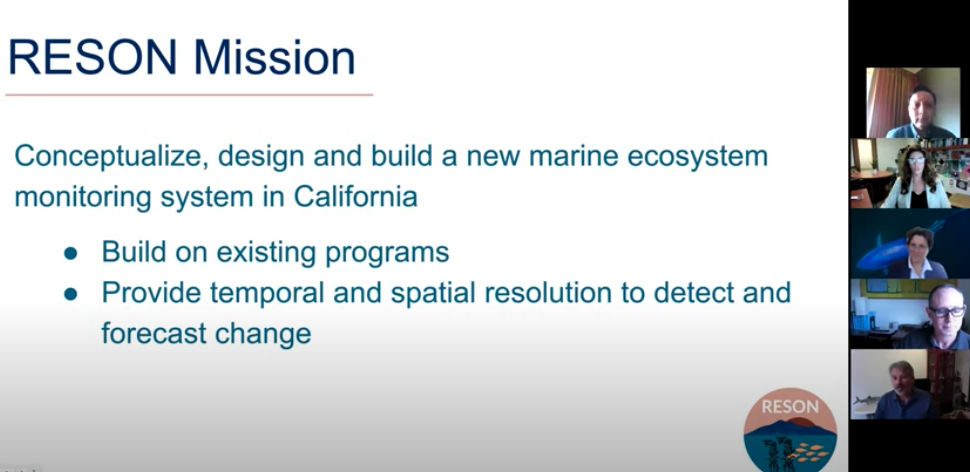 RESON Mission
Conceptualize, design and build a new marine ecosystem
monitoring system in California
● Build on existing programs
● Provide temporal and spatial resolution to detect and
forecast change
RESON